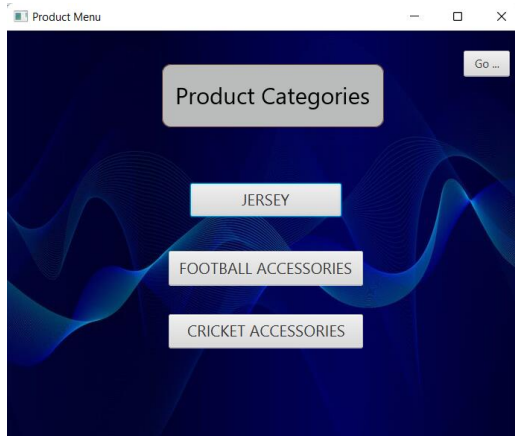 Product Menu
Go ...
Product Categories
JERSEY
FOOTBALL ACCESSORIES
CRICKET ACCESSORIES